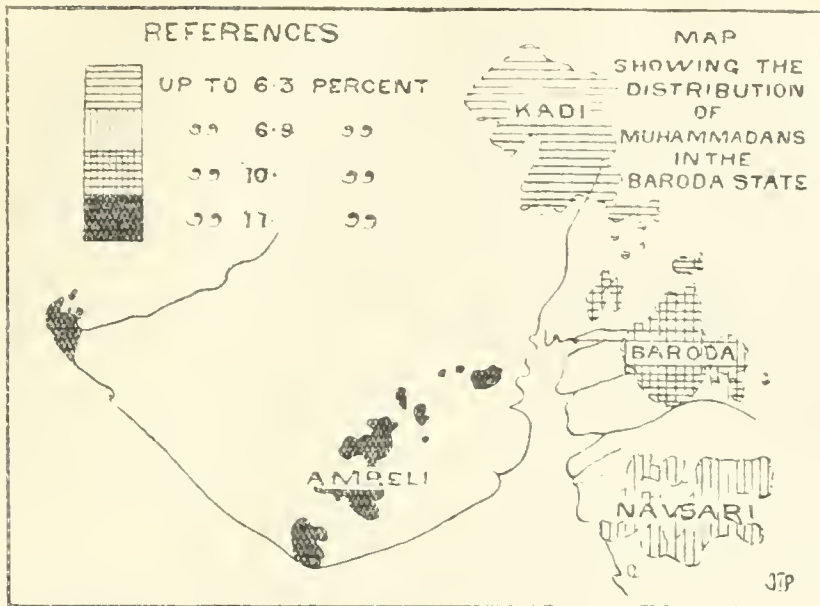 REFERENCES
UP TO 6.3 PERCENT
,, 6.8 ,,
,, 10. ,,
,, 11. ,,
MAP
SHOWING THE
DISTRIBUTION
OF
MUHAMMADANS
IN THE
BARODA STATE
KADI
BARODA
AMRELI
NAVSARI